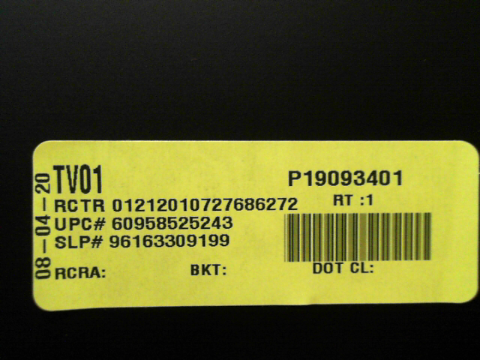 08-04-20
TV01
P19093401
RCTR 01212010727686272
RT :1
UPC# 60958525243
SLP# 96163309199
RCRA:
BKT:
DOT CL: